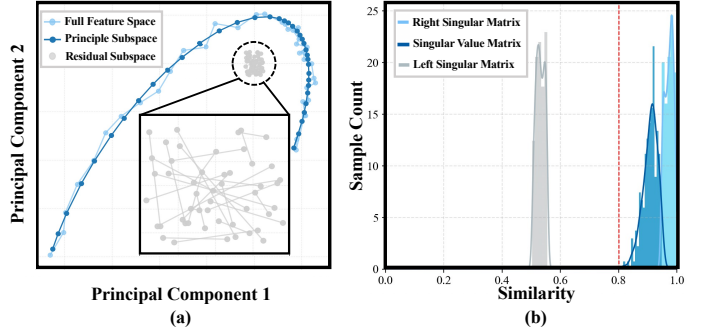 Full Feature Space
Principle Subspace
Residual Subspace
Principal Component 2
Principal Component 1
(a)
Right Singular Matrix
Singular Value Matrix
Left Singular Matrix
Sample Count
25
20
15
10
5
0
0.0 0.2 0.4 0.6 0.8 1.0
Similarity
(b)